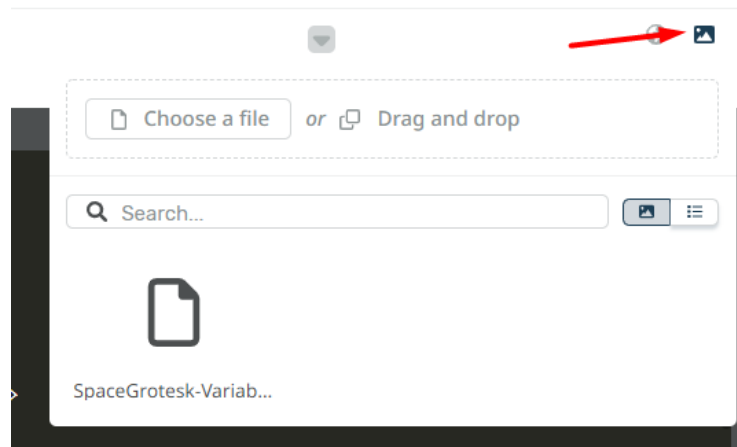 Choose a file or Drag and drop
Search...
SpaceGrotesk-Variab...